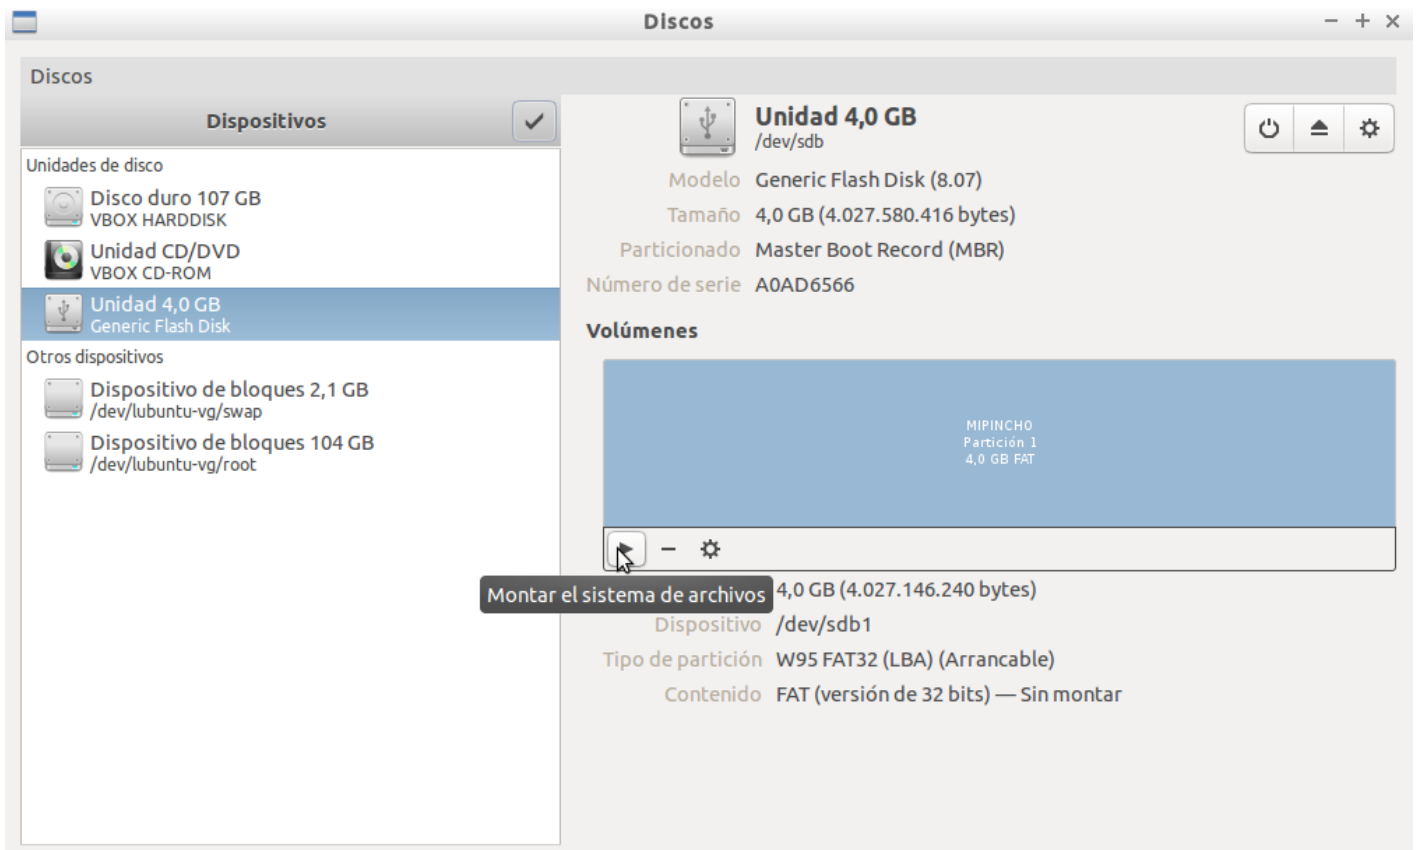 Discos
Discos
Dispositivos
Unidades de disco
Disco duro 107 GB
VBOX HARDDISK
Unidad CD/DVD
VBOX CD-ROM
Unidad 4,0 GB
Generic Flash Disk
Otros dispositivos
Dispositivo de bloques 2,1 GB
/dev/lubuntu-vg/swap
Dispositivo de bloques 104 GB
/dev/lubuntu-vg/root
Unidad 4,0 GB
/dev/sdb
Modelo Generic Flash Disk (8.07)
Tamaño 4,0 GB (4.027.580.416 bytes)
Particionado Master Boot Record (MBR)
Número de serie A0AD6566
Volúmenes
MIPINCHO
Partición 1
4,0 GB FAT
Montar el sistema de archivos
4,0 GB (4.027.146.240 bytes)
Dispositivo /dev/sdb1
Tipo de partición W95 FAT32 (LBA) (Arrancable)
Contenido FAT (versión de 32 bits) — Sin montar